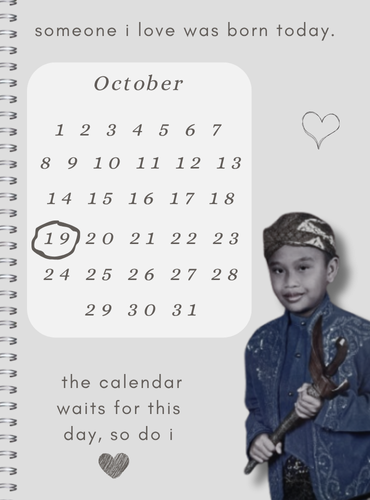 someone i love was born today.
October
1 2 3 4 5 6 7
8 9 10 11 12 13
14 15 16 17 18
19 20 21 22 23
24 25 26 27 28
29 30 31
the calendar
waits for this
day, so do i